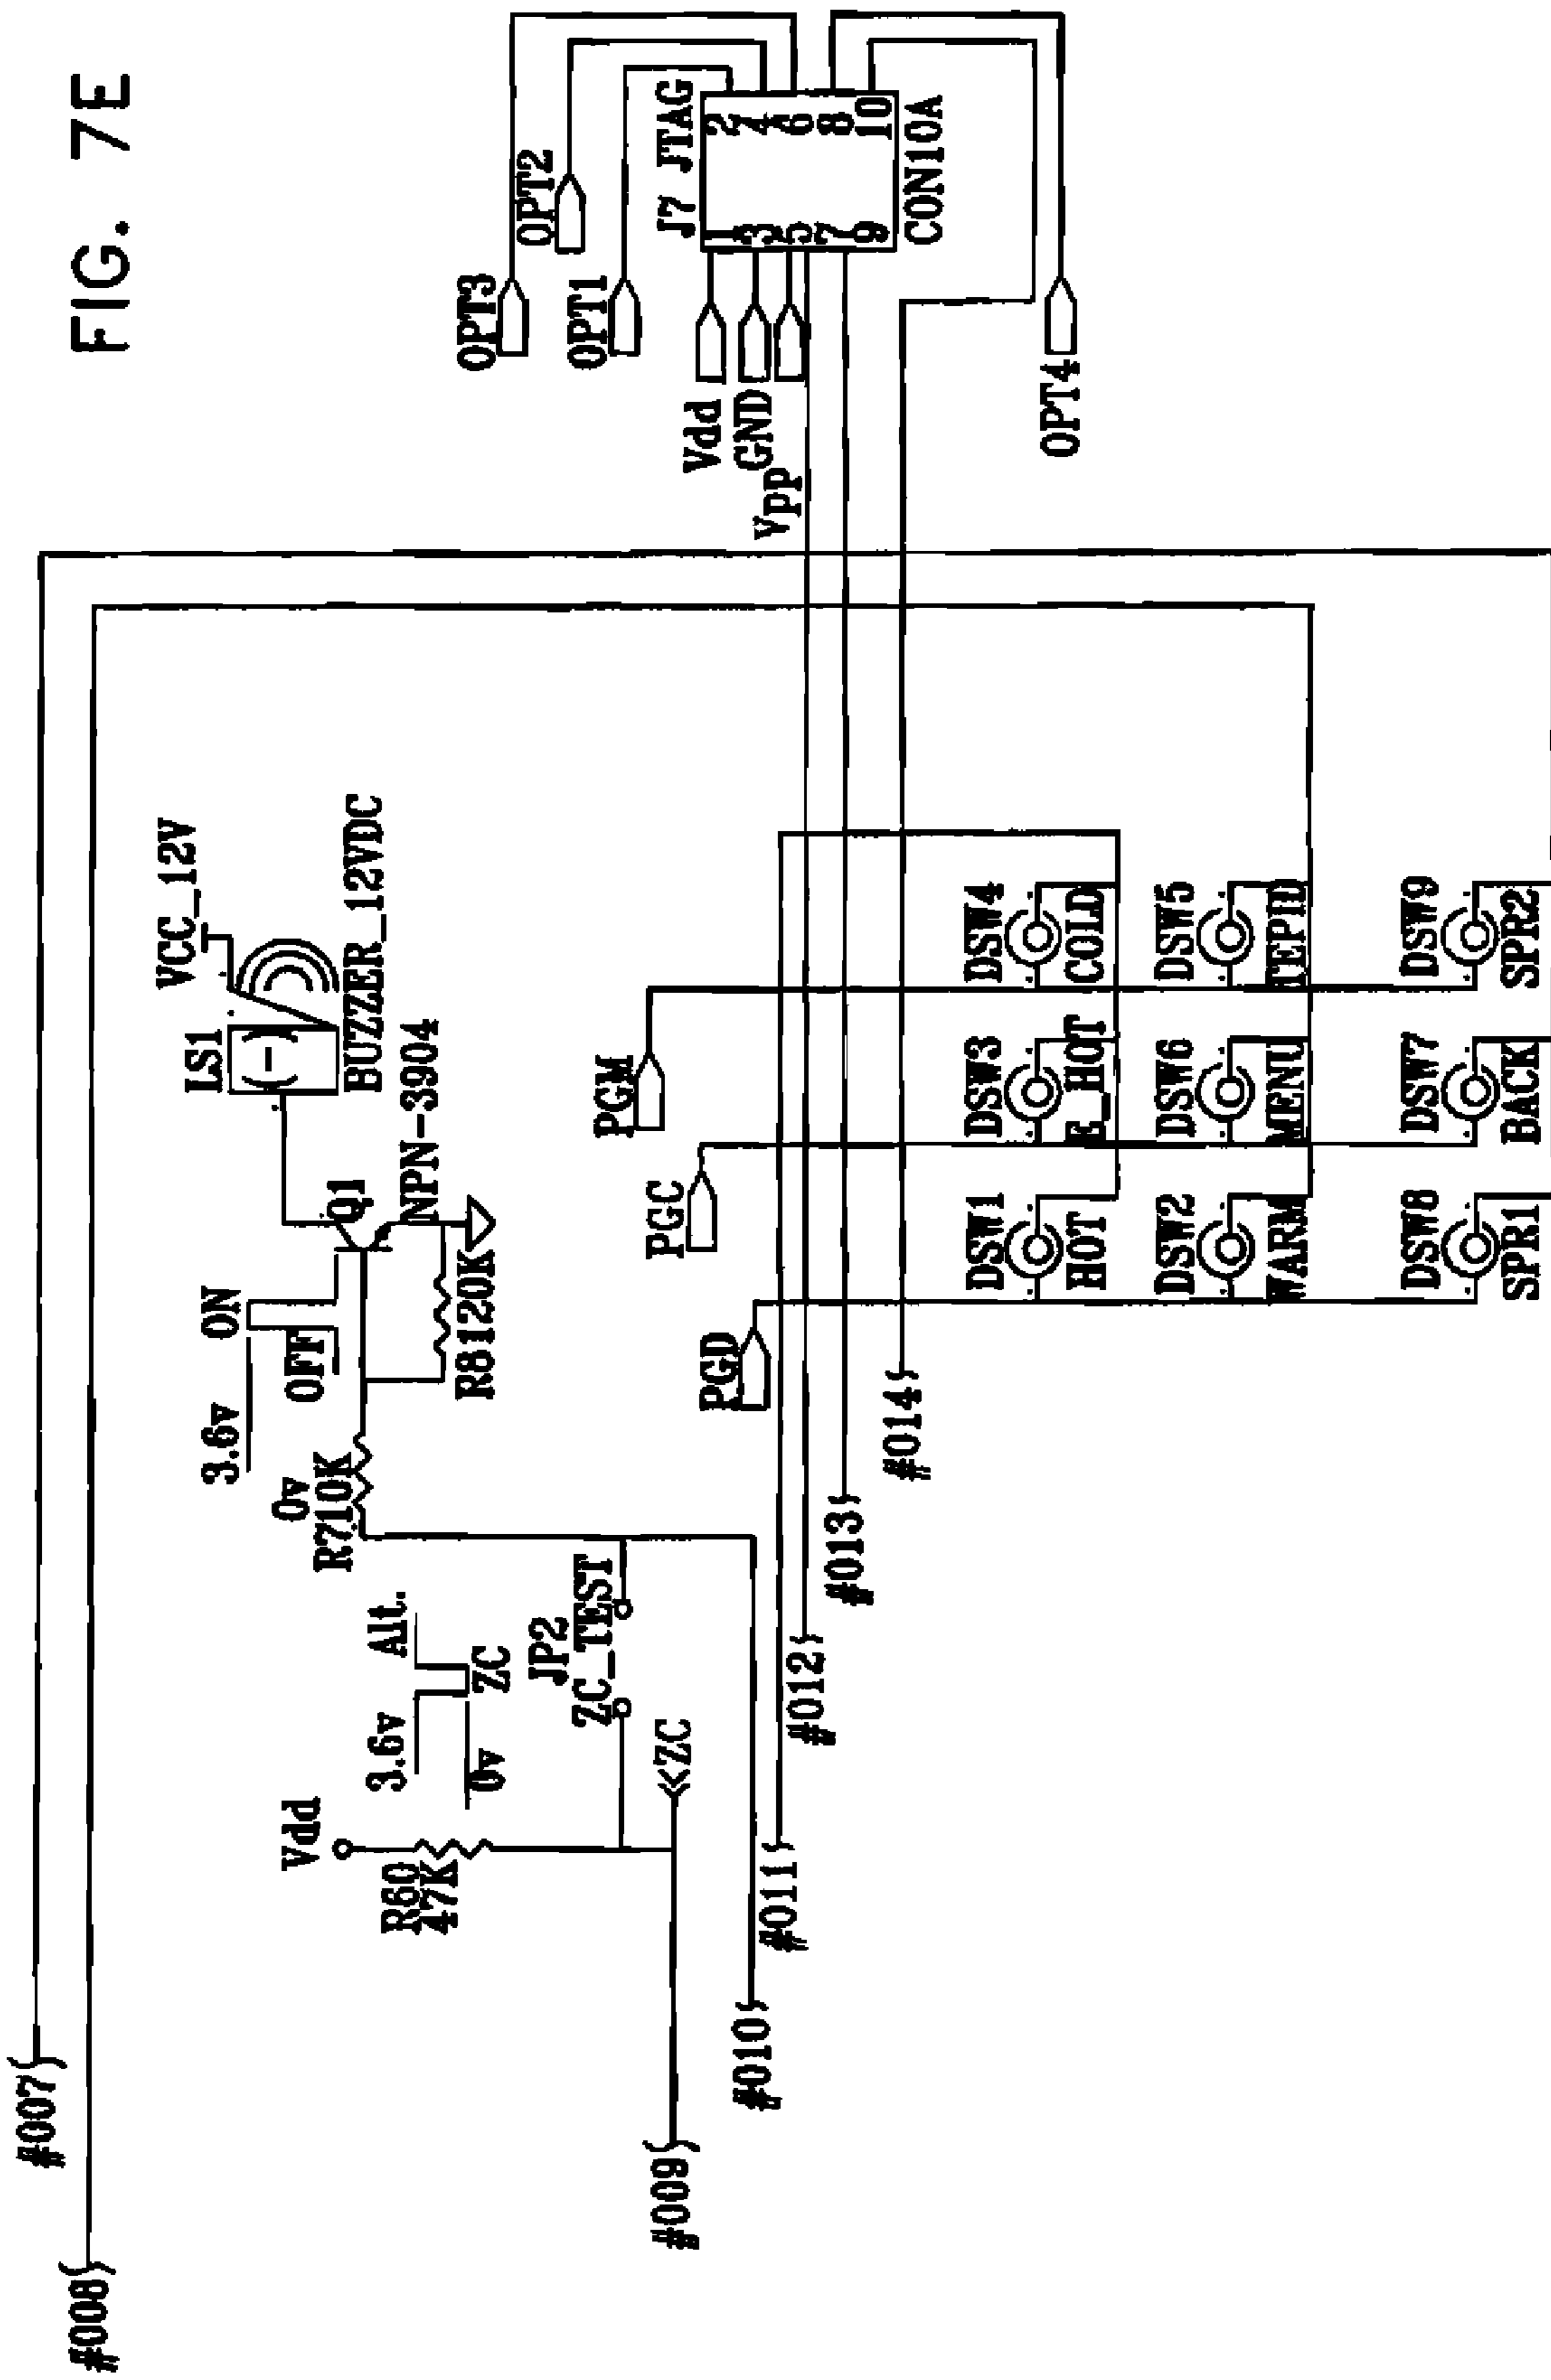 FIG. 7E
#007
#008
VCC_12V
LS1
(-)
BUZZER_12VDC
3.6v
ON
OFF
0v
Q1
NPN-3904
R710K
R8120K
Vdd
R60
47K
3.6v
Alt.
0v
ZC
JP2
ZC_TEST
<<ZC
#009
#010
#011
#012
#013
#014
OPT3
OPT2
OPT1
J7 JTAG
Vdd
GND
Vpp
1 2
3 4
5 6
7 8
9 10
CON10A
OPT4
PGM
PGC
PGD
DSW1
DSW3
DSW4
HOT
E_HOT
COLD
DSW2
DSW6
DSW5
WARM
MENU
TEPID
DSW8
DSW7
DSW9
SPR1
BACK
SPR2